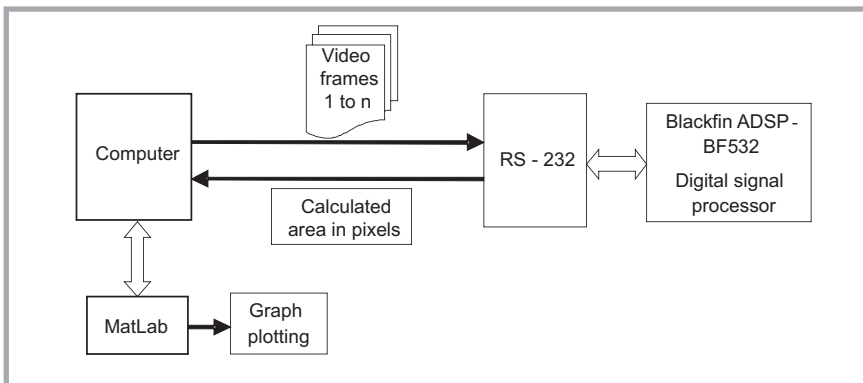 Video
frames
1 to n
Computer
RS - 232
Blackfin ADSP -
BF532
Digital signal
processor
Calculated
area in pixels
MatLab
Graph
plotting